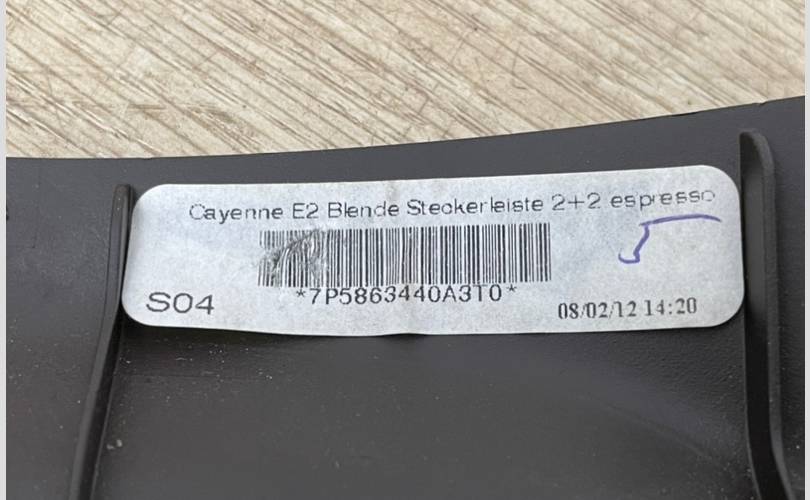 Cayenne E2 Blende Steckerleiste 2+2 espresso
*7P5863440A3T0*
S04
08/02/12 14:20